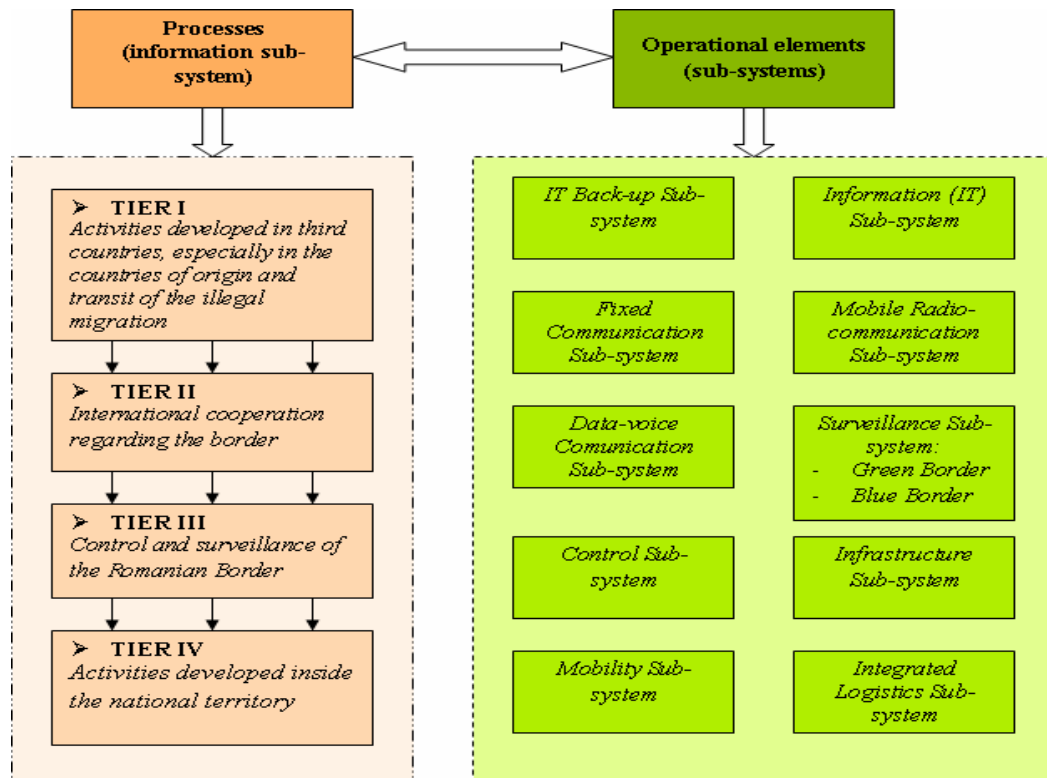 Processes
(information sub-
system)
Operational elements
(sub-systems)
➢ TIER I
Activities developed in third
countries, especially in the
countries of origin and
transit of the illegal
migration
➢ TIER II
International cooperation
regarding the border
➢ TIER III
Control and surveillance of
the Romanian Border
➢ TIER IV
Activities developed inside
the national territory
IT Back-up Sub-
system
Information (IT)
Sub-system
Fixed
Communication
Sub-system
Mobile Radio-
communication
Sub-system
Data-voice
Comunication
Sub-system
Surveillance Sub-
system:
- Green Border
- Blue Border
Control Sub-
system
Infrastructure
Sub-system
Mobility Sub-
system
Integrated
Logistics Sub-
system